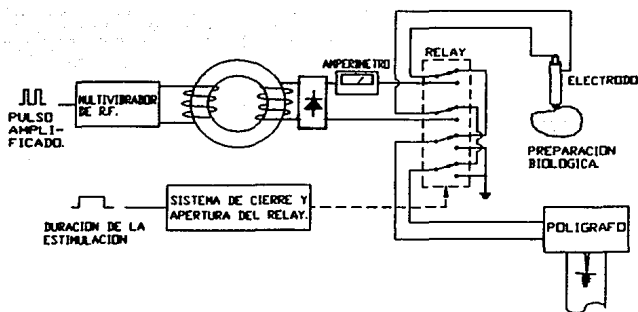 PULSO
AMPLI-
FICADO.
MULTIVIBRADOR
DE R.F.
AMPERIMETRO
RELAY
ELECTRODO
PREPARACION
BIOLOGICA.
DURACION DE LA
ESTIMULACION
SISTEMA DE CIERRE Y
APERTURA DEL RELAY.
POLIGRAFO